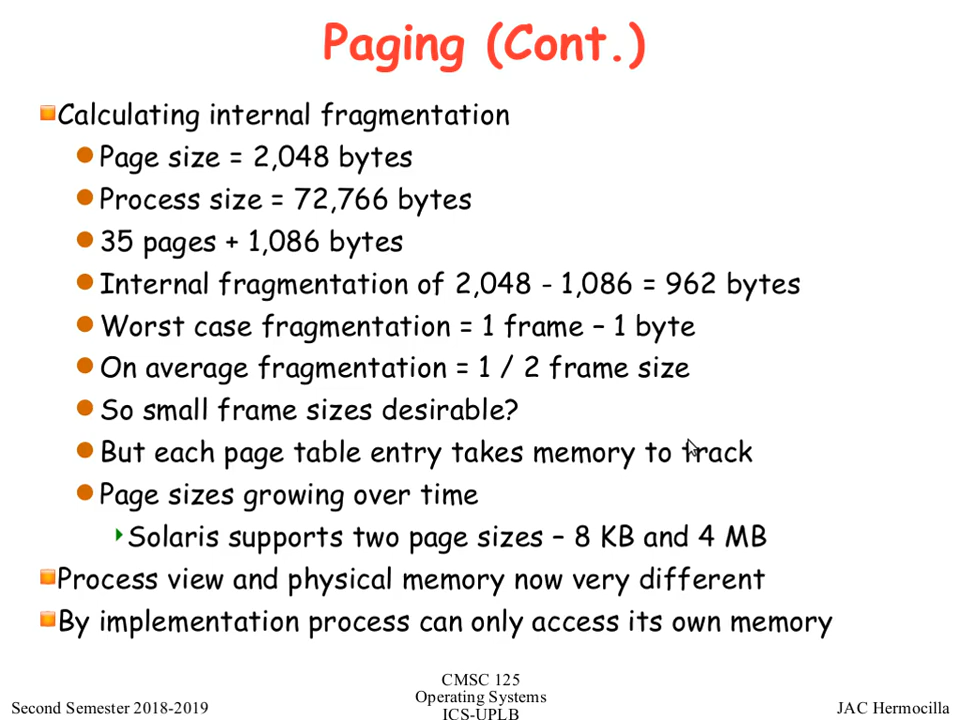 Paging (Cont.)
Calculating internal fragmentation
Page size = 2,048 bytes
Process size = 72,766 bytes
35 pages + 1,086 bytes
Internal fragmentation of 2,048 - 1,086 = 962 bytes
Worst case fragmentation = 1 frame – 1 byte
On average fragmentation = 1 / 2 frame size
So small frame sizes desirable?
But each page table entry takes memory to track
Page sizes growing over time
Solaris supports two page sizes – 8 KB and 4 MB
Process view and physical memory now very different
By implementation process can only access its own memory
Second Semester 2018-2019
CMSC 125
Operating Systems
ICS-UPLB
JAC Hermocilla